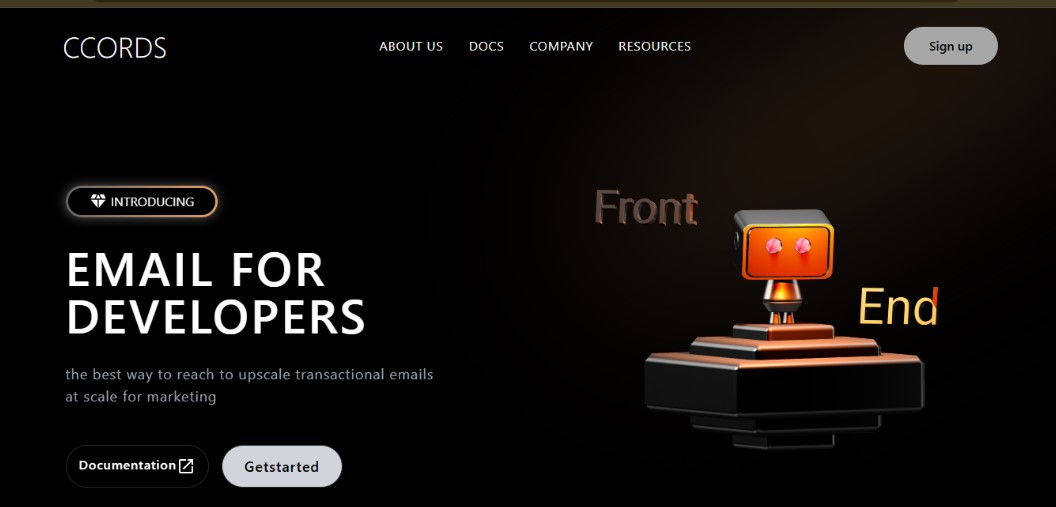 CCORDS
ABOUT US DOCS COMPANY RESOURCES
Sign up
INTRODUCING
EMAIL FOR
DEVELOPERS
the best way to reach to upscale transactional emails
at scale for marketing
Documentation
Getstarted
Front
End